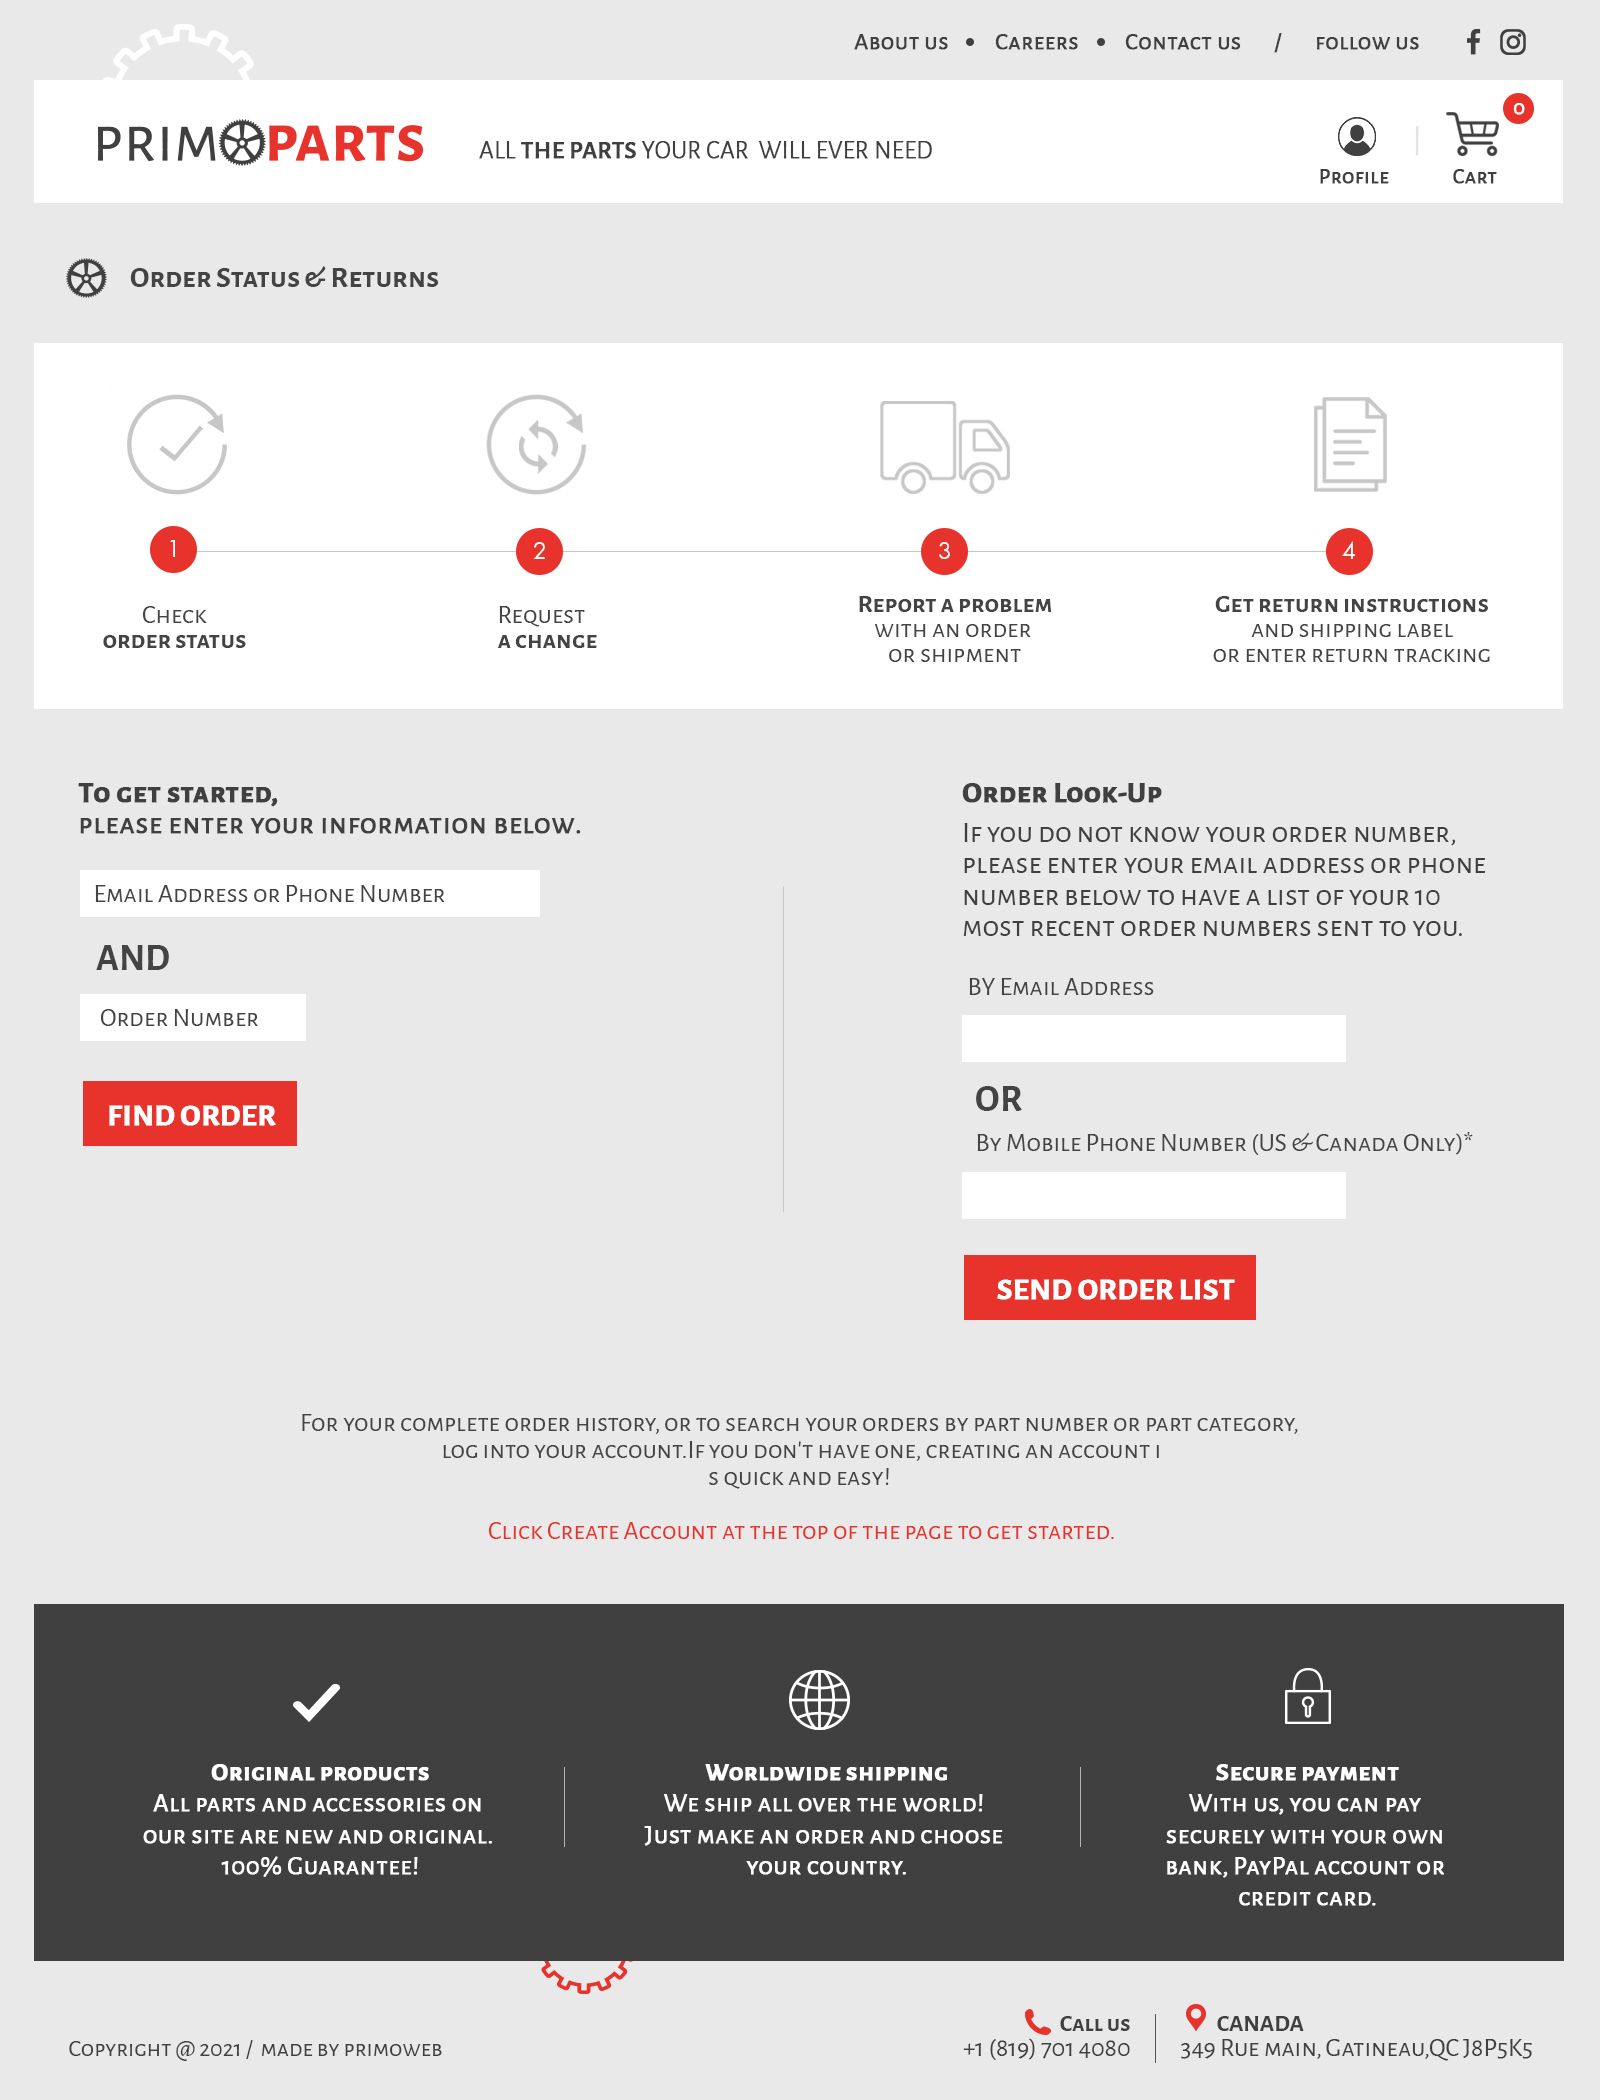 About us • Careers • Contact us / follow us
0
PRIMOPARTS
ALL THE PARTS YOUR CAR WILL EVER NEED
Profile
Cart
Order Status & Returns
1
2
3
4
Check
order status
Request
a change
Report a problem
with an order
or shipment
Get return instructions
and shipping label
or enter return tracking
To get started,
please enter your information below.
Email Address or Phone Number
AND
Order Number
FIND ORDER
Order Look-Up
If you do not know your order number,
please enter your email address or phone
number below to have a list of your 10
most recent order numbers sent to you.
BY Email Address
OR
By Mobile Phone Number (US & Canada Only)*
SEND ORDER LIST
For your complete order history, or to search your orders by part number or part category,
log into your account.If you don't have one, creating an account i
s quick and easy!
Click Create Account at the top of the page to get started.
Original products
All parts and accessories on
our site are new and original.
100% Guarantee!
Worldwide shipping
We ship all over the world!
Just make an order and choose
your country.
Secure payment
With us, you can pay
securely with your own
bank, PayPal account or
credit card.
Copyright @ 2021 / made by primoweb
Call us
+1 (819) 701 4080
CANADA
349 Rue main, Gatineau,QC J8P5K5